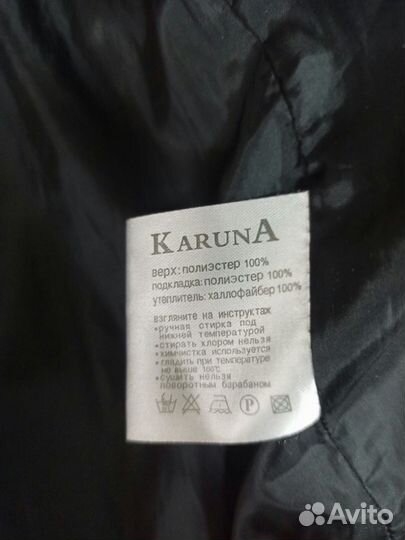 KARUNA
верх: полиэстер 100%
подкладка: полиэстер 100%
утеплитель: халлофайбер 100%
взгляните на инструктах
• ручная стирка под
нижней температурой
• стирать хлором нельзя
• химчистка используется
• гладить при температуре
не выше 100℃
• сушить нельзя
поворотным барабаном
P
Avito